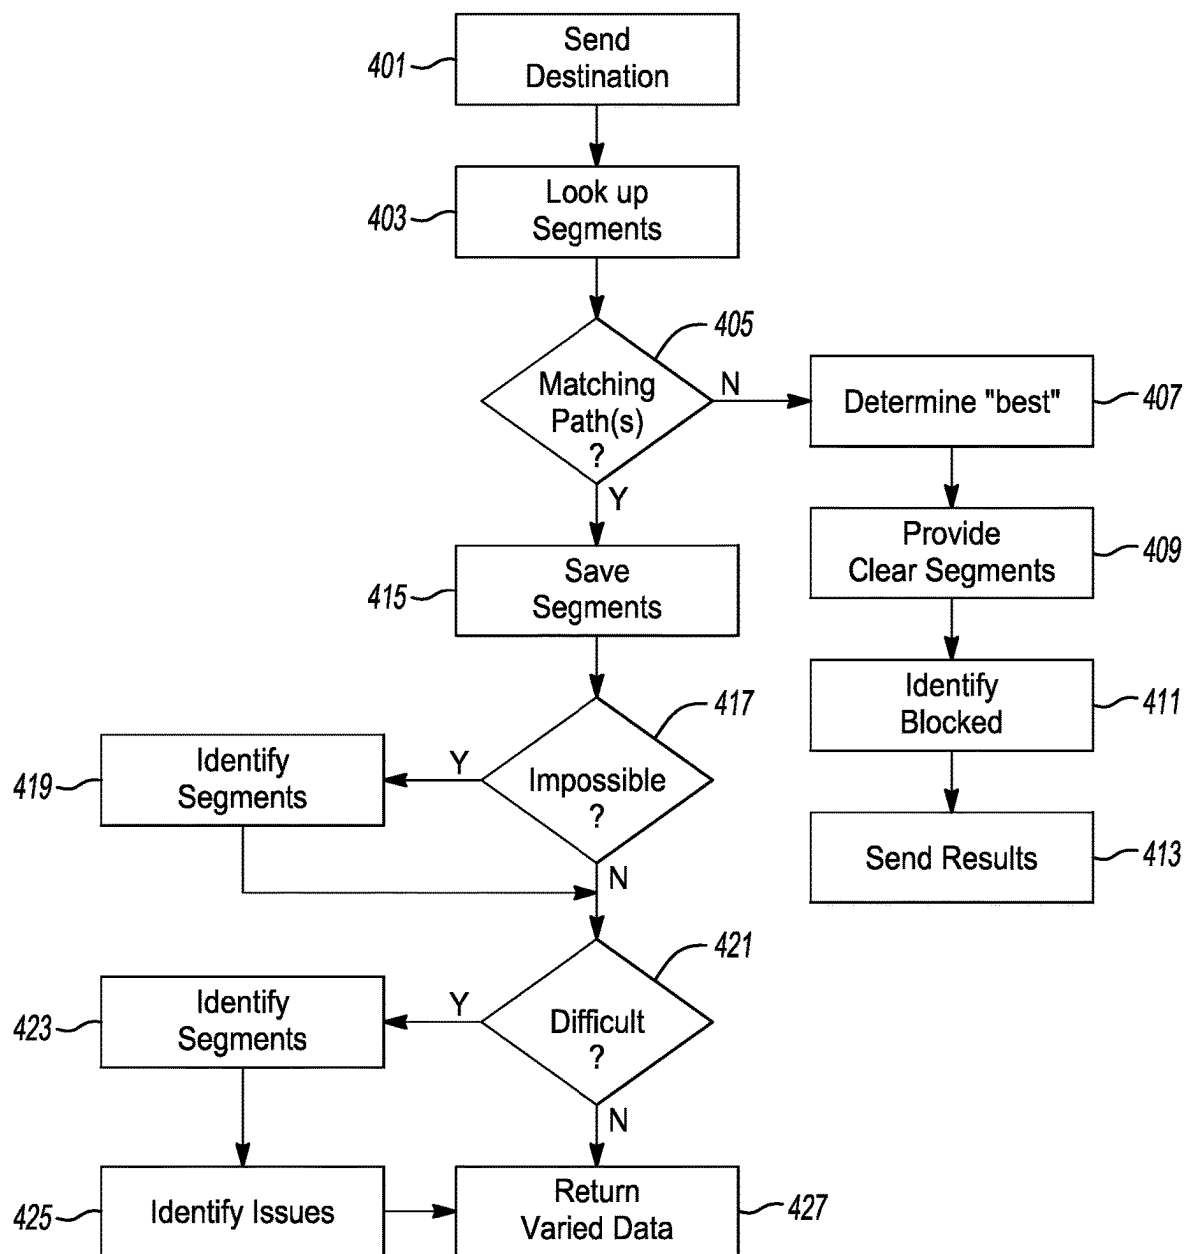 401
Send
Destination
403
Look up
Segments
405
Matching
Path(s)
?
N
Y
Determine "best"
407
Provide
Clear Segments
409
Identify
Blocked
411
Send Results
413
415
Save
Segments
417
Impossible
?
Y
N
419
Identify
Segments
421
Difficult
?
Y
N
423
Identify
Segments
425
Identify Issues
Return
Varied Data
427